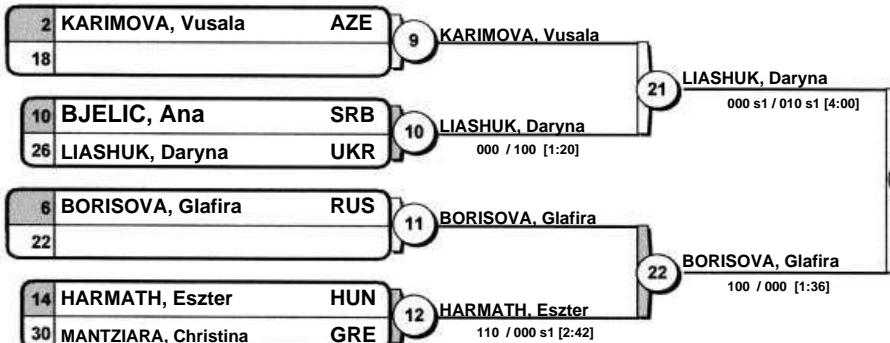 2 KARIMOVA, Vusala AZE
18
9
KARIMOVA, Vusala
10 BJELIC, Ana SRB
26 LIASHUK, Daryna UKR
10
LIASHUK, Daryna
000 / 100 [1:20]
21
LIASHUK, Daryna
000 s1 / 010 s1 [4:00]
6 BORISOVA, Glafira RUS
22
11
BORISOVA, Glafira
14 HARMATH, Eszter HUN
30 MANTZIARA, Christina GRE
12
HARMATH, Eszter
110 / 000 s1 [2:42]
22
BORISOVA, Glafira
100 / 000 [1:36]